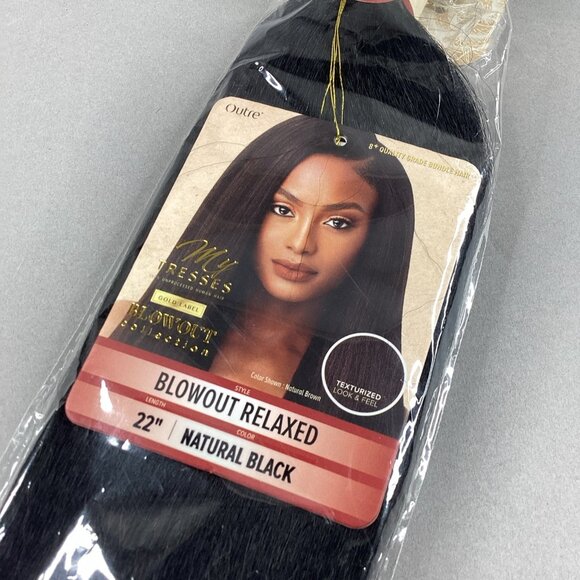 Outre®
8+ QUALITY GRADE BUNDLE HAIR
My
TRESSES
UNPROCESSED HUMAN HAIR
GOLD LABEL
BLOWOUT
collection
Color Shown : Natural Brown
TEXTURIZED
LOOK & FEEL
STYLE
BLOWOUT RELAXED
LENGTH
COLOR
22" NATURAL BLACK